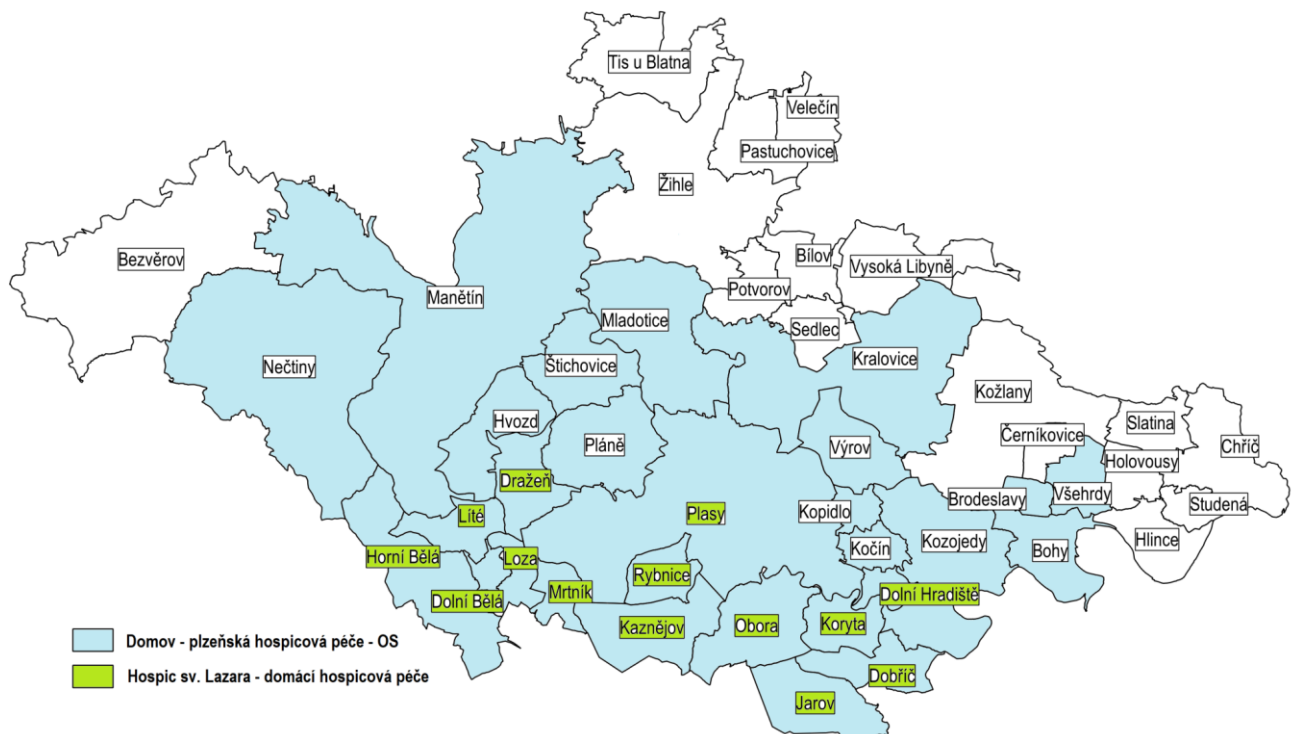 Tis u Blatna
Velečín
Pastuchovice
Žihle
Bezvěrov
Bílov
Vysoká Libyně
Potvorov
Manětín
Mladotice
Sedlec
Kralovice
Nečtiny
Štichovice
Kožlany
Hvozd
Slatina
Pláně
Výrov
Černíkovice
Chříč
Holovousy
Dražeň
Všehrdy
Brodeslavy
Studená
Líté
Plasy
Kopidlo
Kozojedy
Hlince
Kočín
Bohy
Horní Bělá
Loza
Rybnice
Mrtník
Dolní Hradiště
Dolní Bělá
Kaznějov
Obora
Koryta
Domov - plzeňská hospicová péče - OS
Hospic sv. Lazara - domácí hospicová péče
Dobříč
Jarov